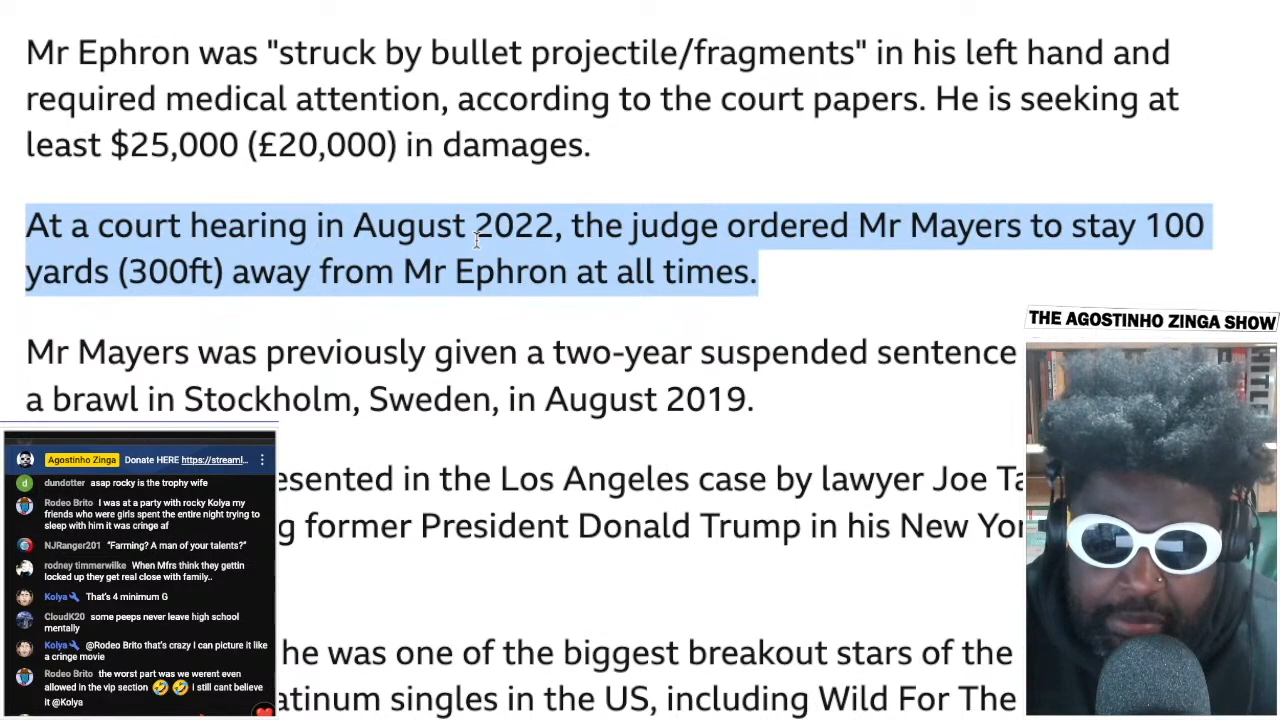 Mr Ephron was "struck by bullet projectile/fragments" in his left hand and
required medical attention, according to the court papers. He is seeking at
least $25,000 (£20,000) in damages.
At a court hearing in August 2022, the judge ordered Mr Mayers to stay 100
yards (300ft) away from Mr Ephron at all times.
Mr Mayers was previously given a two-year suspended sentence
a brawl in Stockholm, Sweden, in August 2019.
esented in the Los Angeles case by lawyer Joe Ta
g former President Donald Trump in his New Yor
he was one of the biggest breakout stars of the
atinum singles in the US, including Wild For The
THE AGOSTINHO ZINGA SHOW
Agostinho Zinga Donate HERE https://streaml...
d dundotter asap rocky is the trophy wife
Rodeo Brito I was at a party with rocky Kolya my
friends who were girls spent the entire night trying to
sleep with him it was cringe af
NJRanger201 "Farming? A man of your talents?"
rodney timmerwilke When Mfrs think they gettin
locked up they get real close with family..
Kolya That's 4 minimum G
CloudK20 some peeps never leave high school
mentally
Kolya @Rodeo Brito that's crazy I can picture it like
a cringe movie
Rodeo Brito the worst part was we werent even
allowed in the vip section 🤣 🤣 I still cant believe
it @Kolya